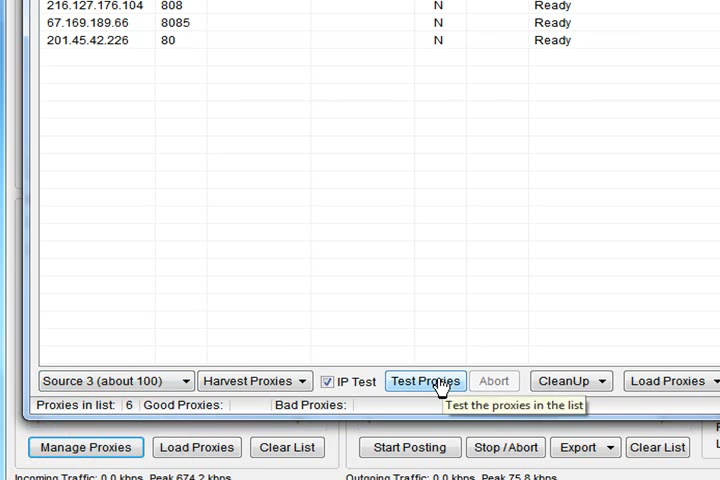 216.127.176.104 808 N Ready
67.169.189.66 8085 N Ready
201.45.42.226 80 N Ready
Source 3 (about 100) Harvest Proxies IP Test Test Proxies Abort CleanUp Load Proxies
Proxies in list: 6 Good Proxies: Bad Proxies: Test the proxies in the list
Manage Proxies Load Proxies Clear List Start Posting Stop / Abort Export Clear List
Incoming Traffic: 0.0 kbps. Peak 674.2 kbps Outgoing Traffic: 0.0 kbps. Peak 75.8 kbps